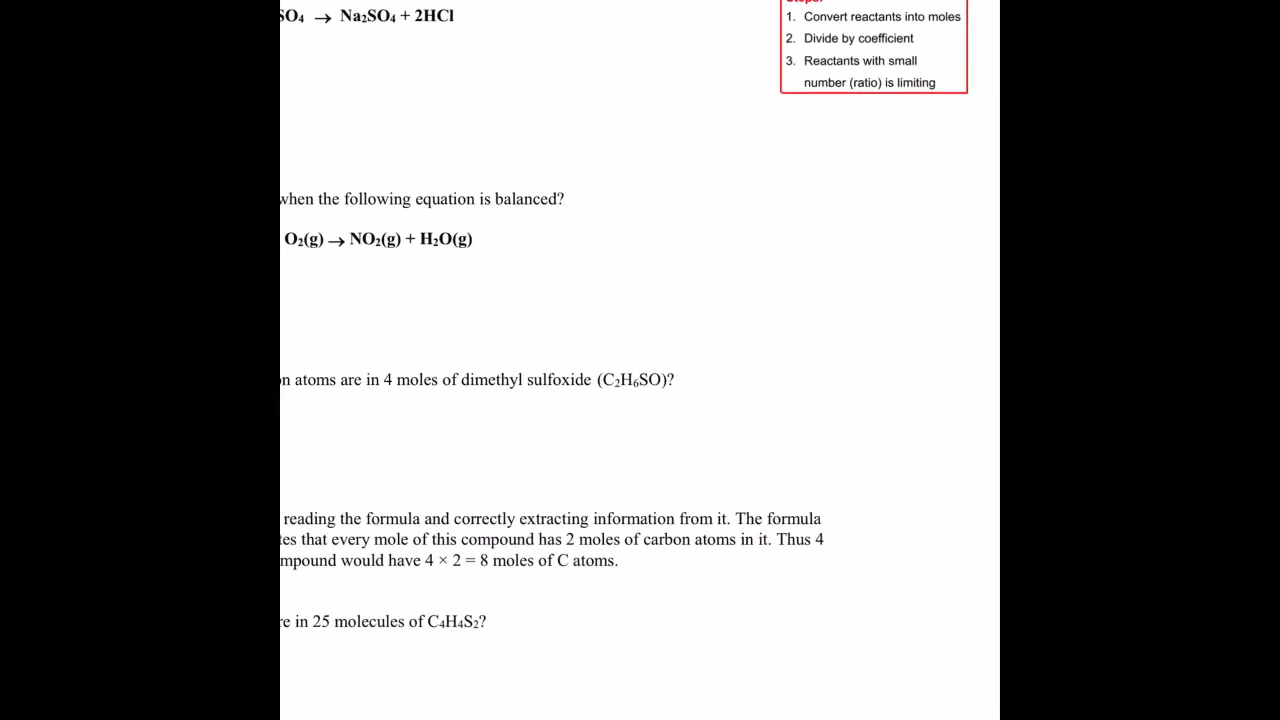 SO₄ → Na₂SO₄ + 2HCl
1. Convert reactants into moles
2. Divide by coefficient
3. Reactants with small
number (ratio) is limiting
when the following equation is balanced?
O₂(g) → NO₂(g) + H₂O(g)
atoms are in 4 moles of dimethyl sulfoxide (C₂H₆SO)?
reading the formula and correctly extracting information from it. The formula
that every mole of this compound has 2 moles of carbon atoms in it. Thus 4
would have 4 × 2 = 8 moles of C atoms.
in 25 molecules of C₄H₄S₂?